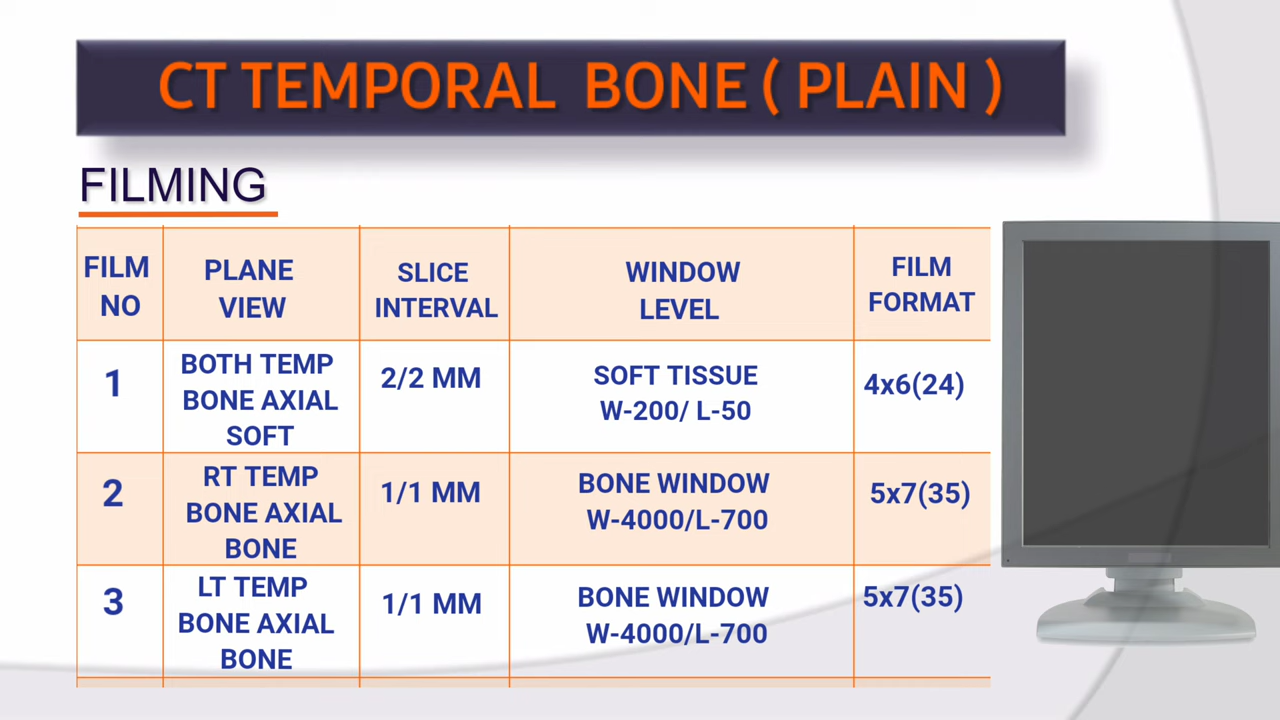 CT TEMPORAL BONE ( PLAIN )
FILMING
FILM NO
PLANE VIEW
SLICE INTERVAL
WINDOW LEVEL
FILM FORMAT
1
BOTH TEMP
BONE AXIAL
SOFT
2/2 MM
SOFT TISSUE
W-200/ L-50
4x6(24)
2
RT TEMP
BONE AXIAL
BONE
1/1 MM
BONE WINDOW
W-4000/L-700
5x7(35)
3
LT TEMP
BONE AXIAL
BONE
1/1 MM
BONE WINDOW
W-4000/L-700
5x7(35)